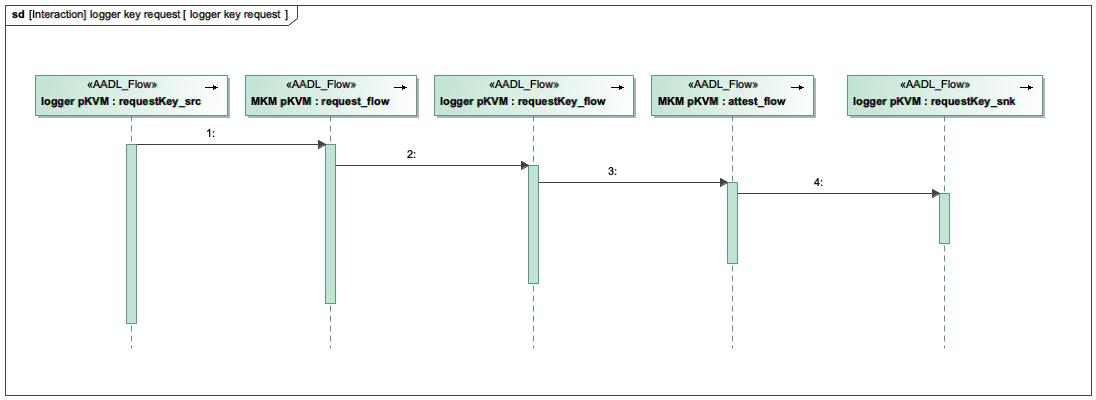 sd [Interaction] logger key request [ logger key request ]
«AADL_Flow»
logger pKVM : requestKey_src
«AADL_Flow»
MKM pKVM : request_flow
«AADL_Flow»
logger pKVM : requestKey_flow
«AADL_Flow»
MKM pKVM : attest_flow
«AADL_Flow»
logger pKVM : requestKey_snk
1:
2:
3:
4: